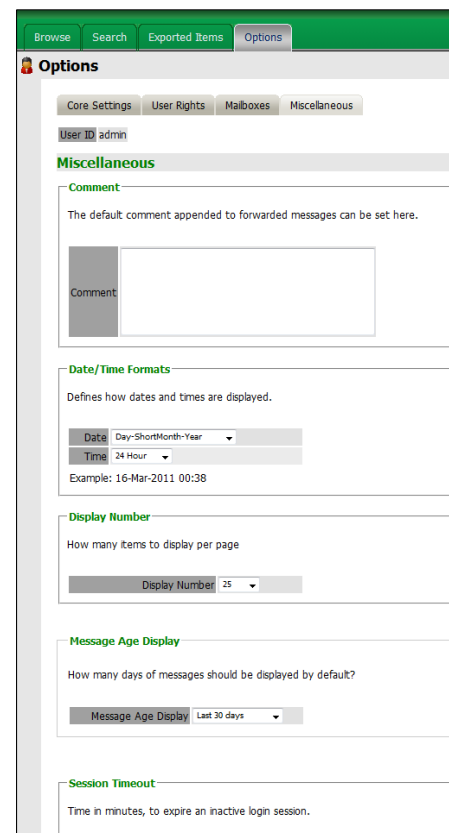 Browse Search Exported Items Options
Options
Core Settings User Rights Mailboxes Miscellaneous
User ID admin
Miscellaneous
Comment
The default comment appended to forwarded messages can be set here.
Comment
Date/Time Formats
Defines how dates and times are displayed.
Date Day-ShortMonth-Year
Time 24 Hour
Example: 16-Mar-2011 00:38
Display Number
How many items to display per page
Display Number 25
Message Age Display
How many days of messages should be displayed by default?
Message Age Display Last 30 days
Session Timeout
Time in minutes, to expire an inactive login session.